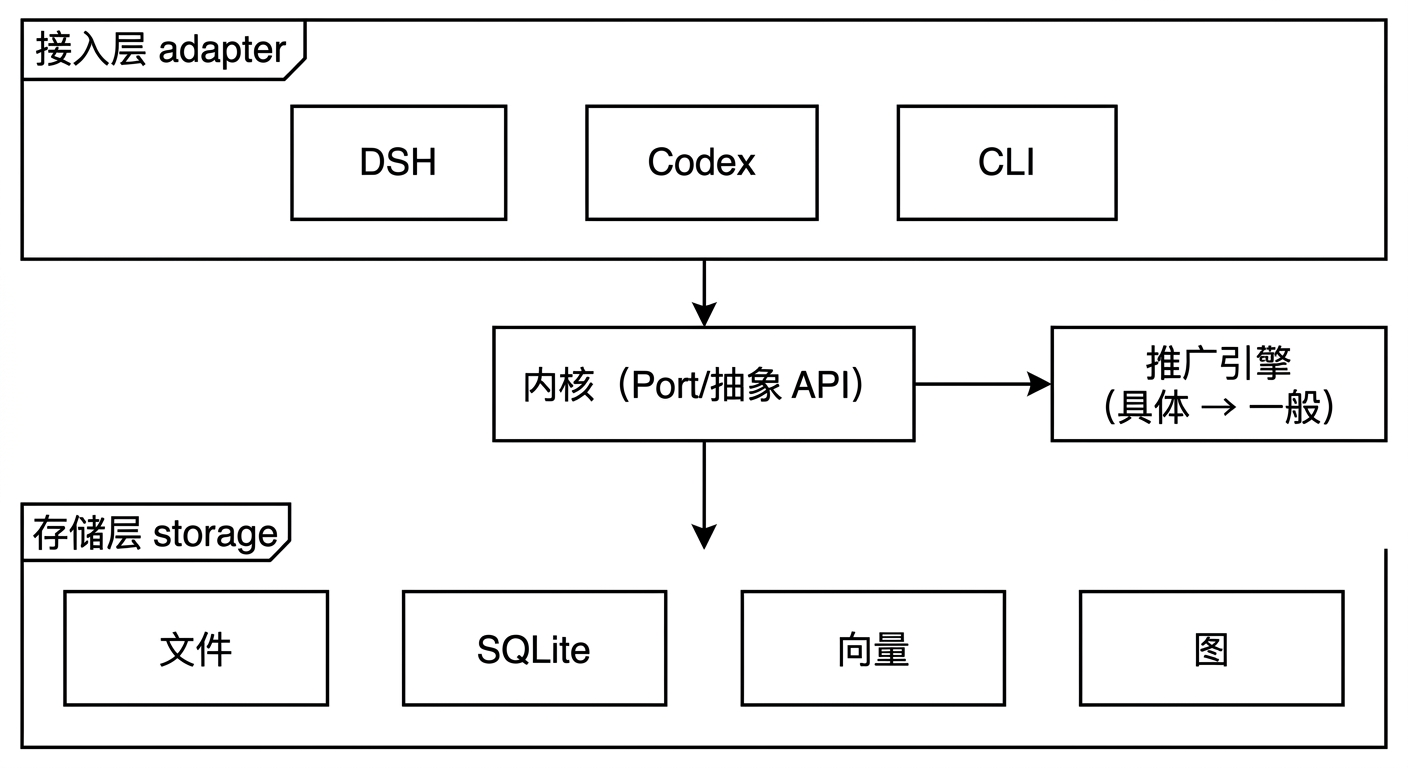 接入层 adapter
DSH
Codex
CLI
内核（Port/抽象 API）
推广引擎
（具体 → 一般）
存储层 storage
文件
SQLite
向量
图